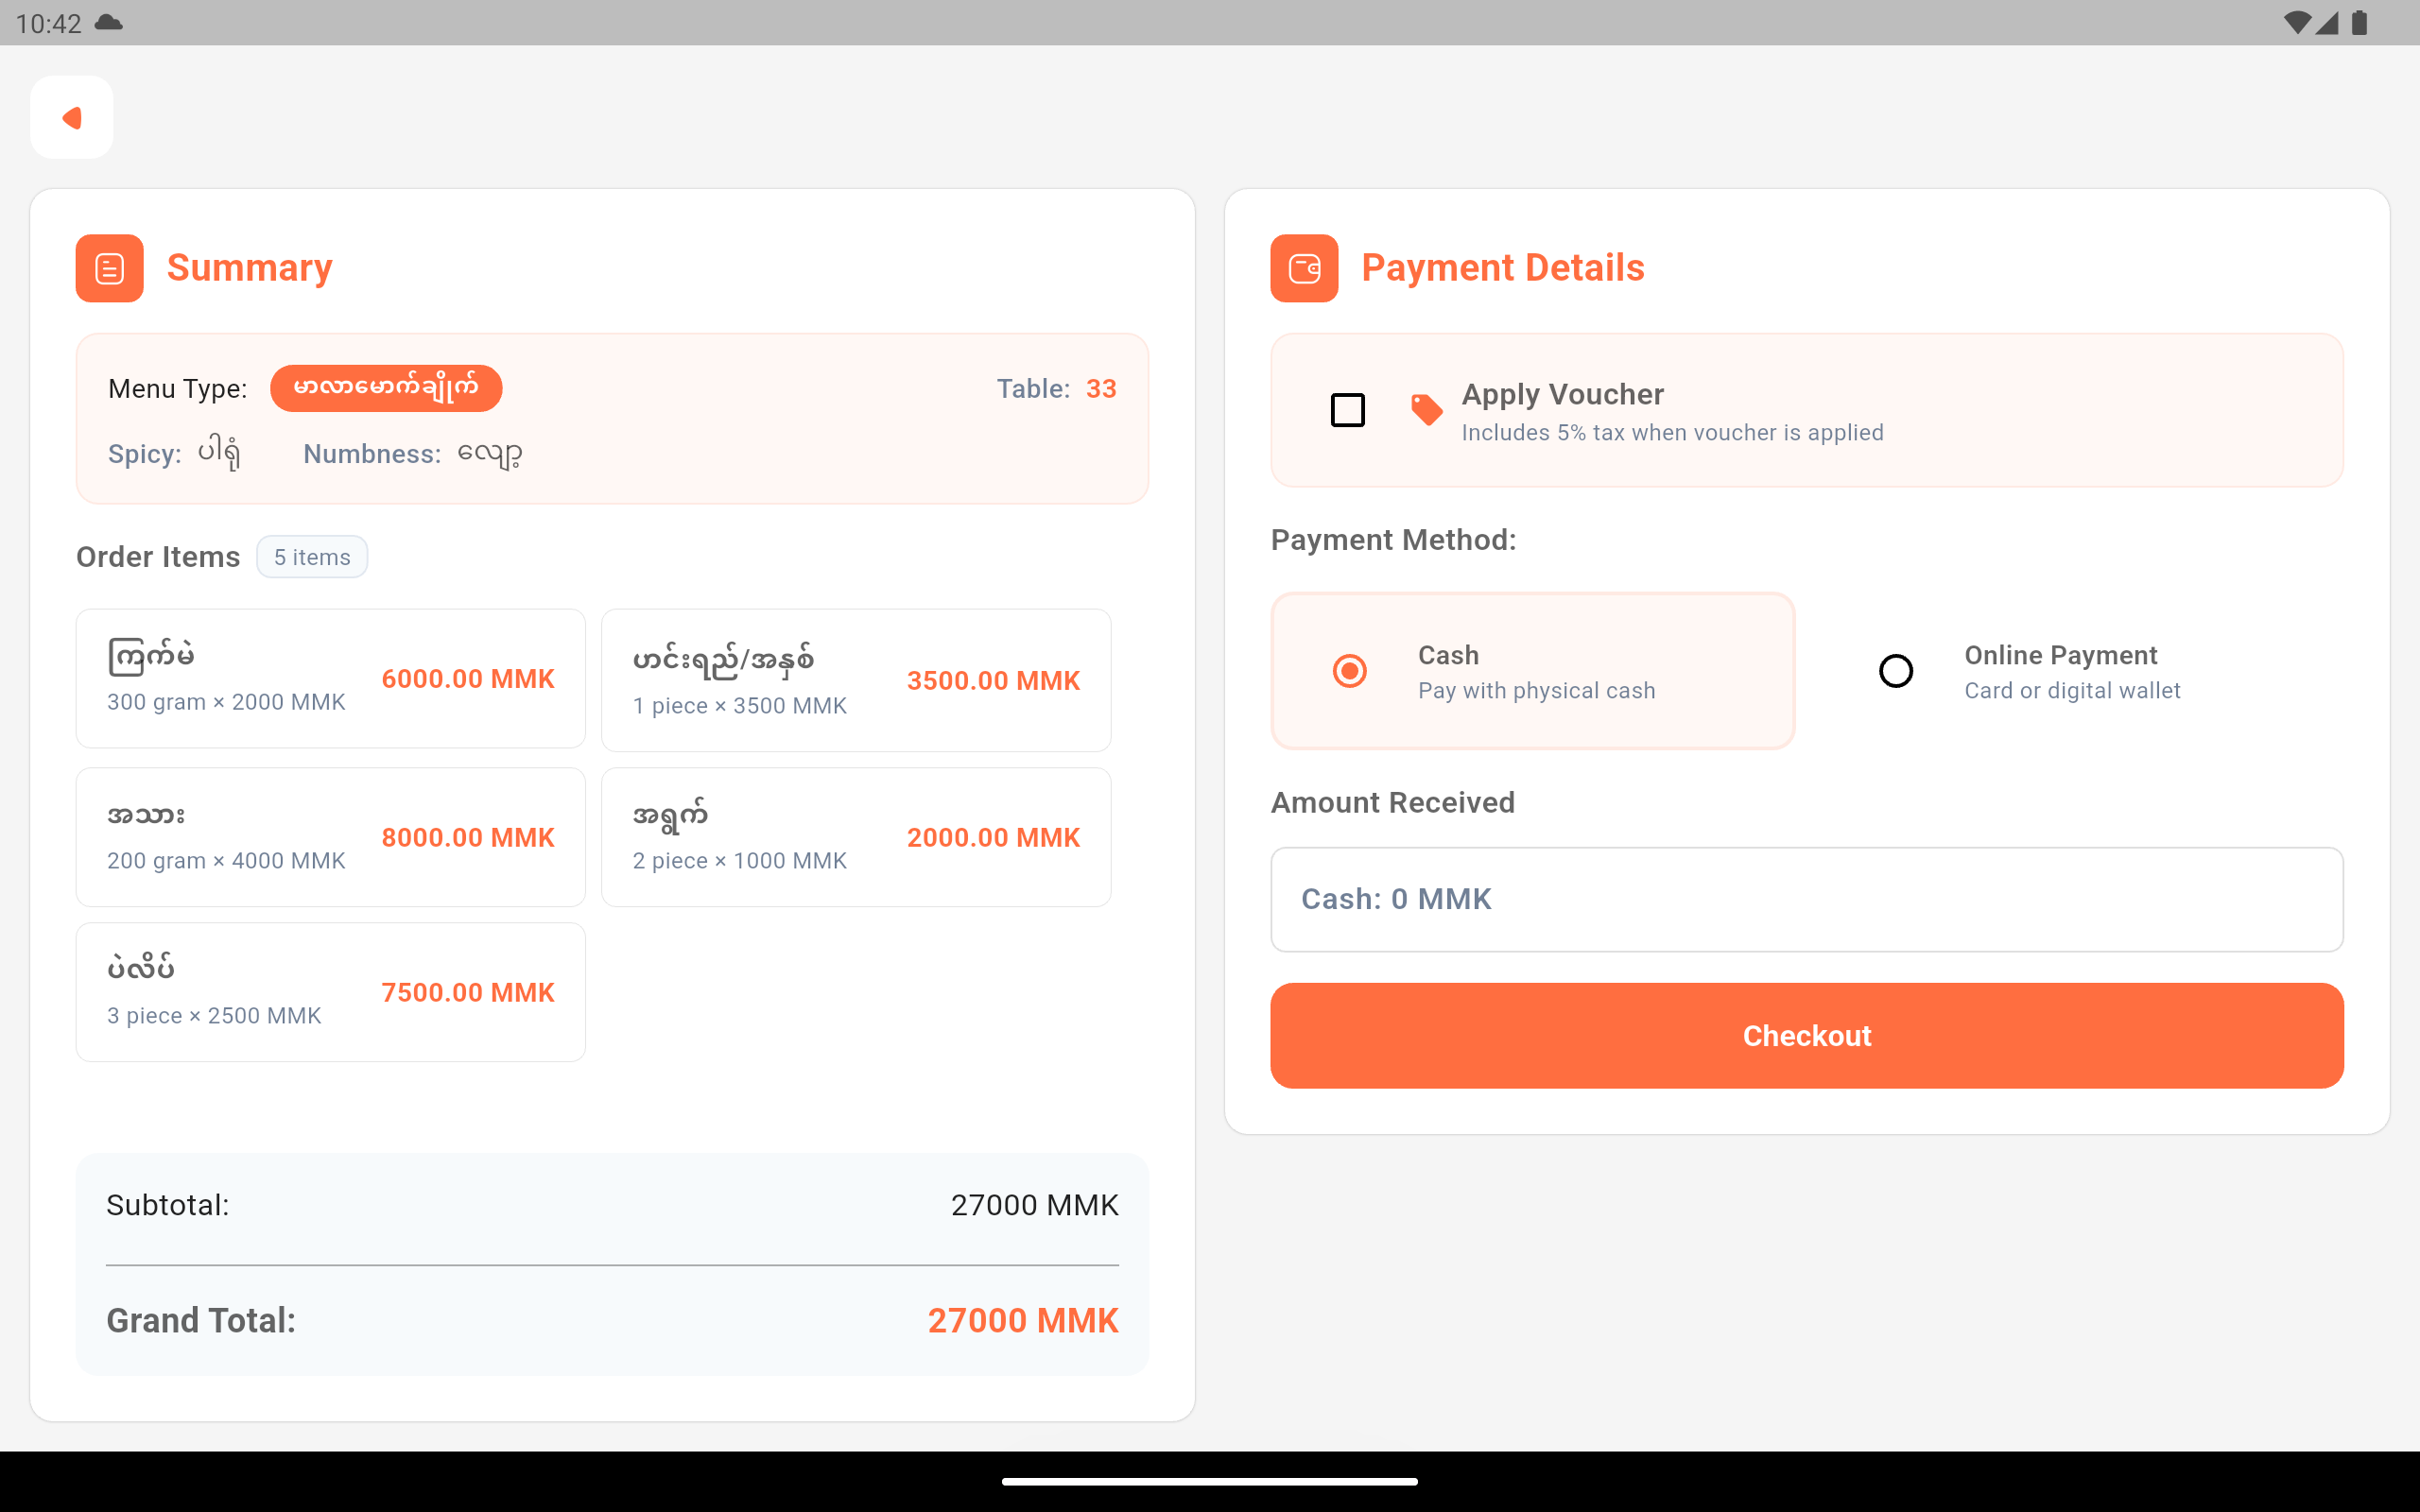 10:42
Summary
Menu Type: မာလာမောက်ချိုက် Table: 33
Spicy: ပါရုံ Numbness: လျော့
Order Items 5 items
ကြက်မဲ
300 gram × 2000 MMK
6000.00 MMK
ဟင်းရည်/အနှစ်
1 piece × 3500 MMK
3500.00 MMK
အသား
200 gram × 4000 MMK
8000.00 MMK
အရွက်
2 piece × 1000 MMK
2000.00 MMK
ပဲလိပ်
3 piece × 2500 MMK
7500.00 MMK
Subtotal: 27000 MMK
Grand Total: 27000 MMK
Payment Details
Apply Voucher
Includes 5% tax when voucher is applied
Payment Method:
Cash
Pay with physical cash
Online Payment
Card or digital wallet
Amount Received
Cash: 0 MMK
Checkout